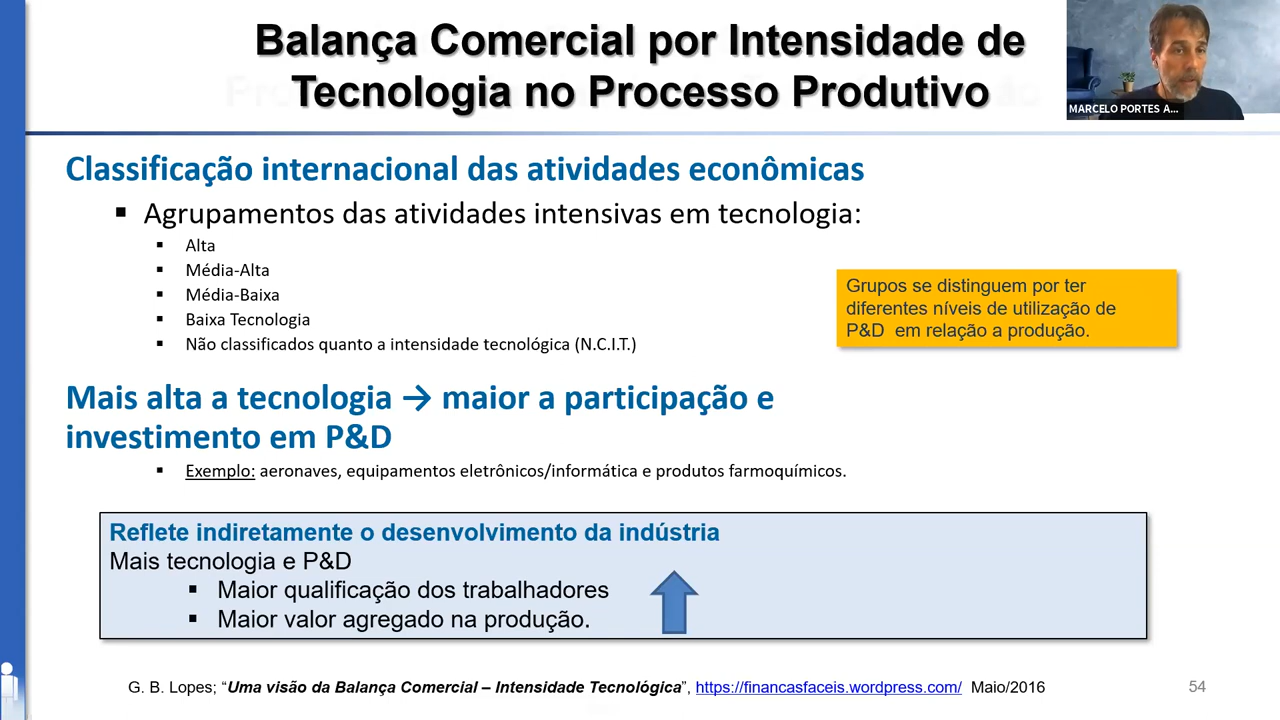 Balança Comercial por Intensidade de
Tecnologia no Processo Produtivo
MARCELO PORTES A...
Classificação internacional das atividades econômicas
▪ Agrupamentos das atividades intensivas em tecnologia:
▪ Alta
▪ Média-Alta
▪ Média-Baixa
▪ Baixa Tecnologia
▪ Não classificados quanto a intensidade tecnológica (N.C.I.T.)
Grupos se distinguem por ter
diferentes níveis de utilização de
P&D em relação a produção.
Mais alta a tecnologia → maior a participação e
investimento em P&D
▪ Exemplo: aeronaves, equipamentos eletrônicos/informática e produtos farmoquímicos.
Reflete indiretamente o desenvolvimento da indústria
Mais tecnologia e P&D
▪ Maior qualificação dos trabalhadores
▪ Maior valor agregado na produção.
G. B. Lopes; “Uma visão da Balança Comercial – Intensidade Tecnológica”, https://financasfaceis.wordpress.com/ Maio/2016
54